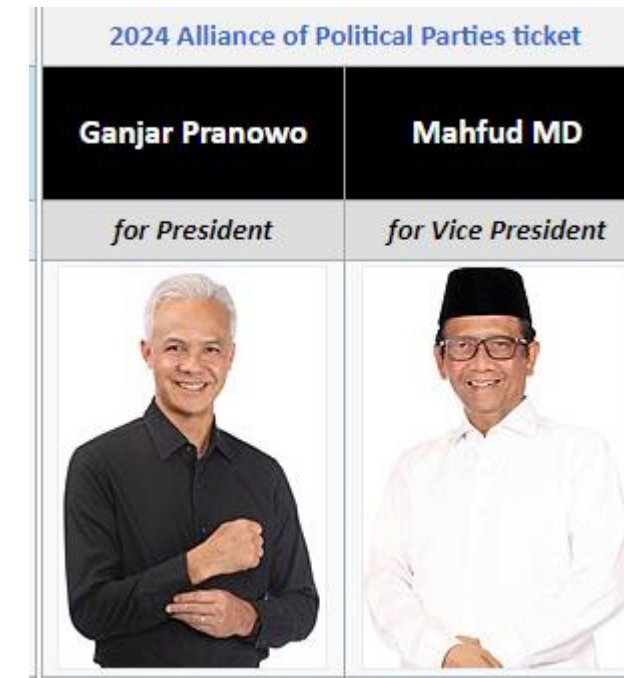 2024 Alliance of Political Parties ticket
Ganjar Pranowo Mahfud MD
for President for Vice President